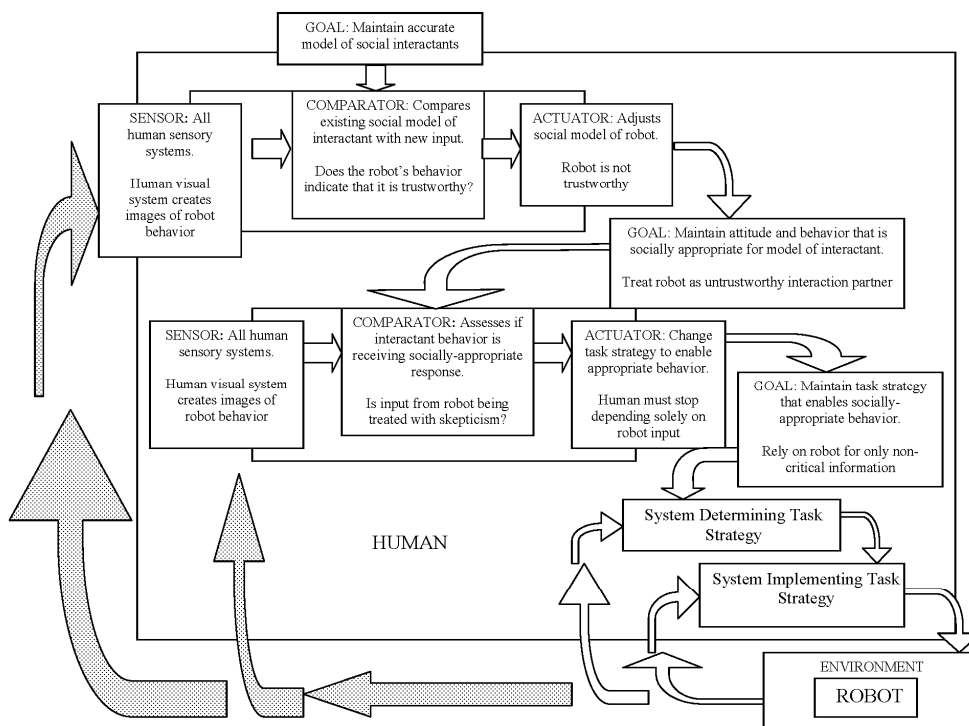 GOAL: Maintain accurate
model of social interactants
SENSOR: All
human sensory
systems.
Human visual
system creates
images of robot
behavior
COMPARATOR: Compares
existing social model of
interactant with new input.
Does the robot's behavior
indicate that it is trustworthy?
ACTUATOR: Adjusts
social model of robot.
Robot is not
trustworthy
GOAL: Maintain attitude and behavior that is
socially appropriate for model of interactant.
Treat robot as untrustworthy interaction partner
SENSOR: All human
sensory systems.
Human visual system
creates images of
robot behavior
COMPARATOR: Assesses if
interactant behavior is
receiving socially-appropriate
response.
Is input from robot being
treated with skepticism?
ACTUATOR: Change
task strategy to enable
appropriate behavior.
Human must stop
depending solely on
robot input
GOAL: Maintain task strategy
that enables socially-
appropriate behavior.
Rely on robot for only non-
critical information
System Determining Task
Strategy
HUMAN
System Implementing Task
Strategy
ENVIRONMENT
ROBOT